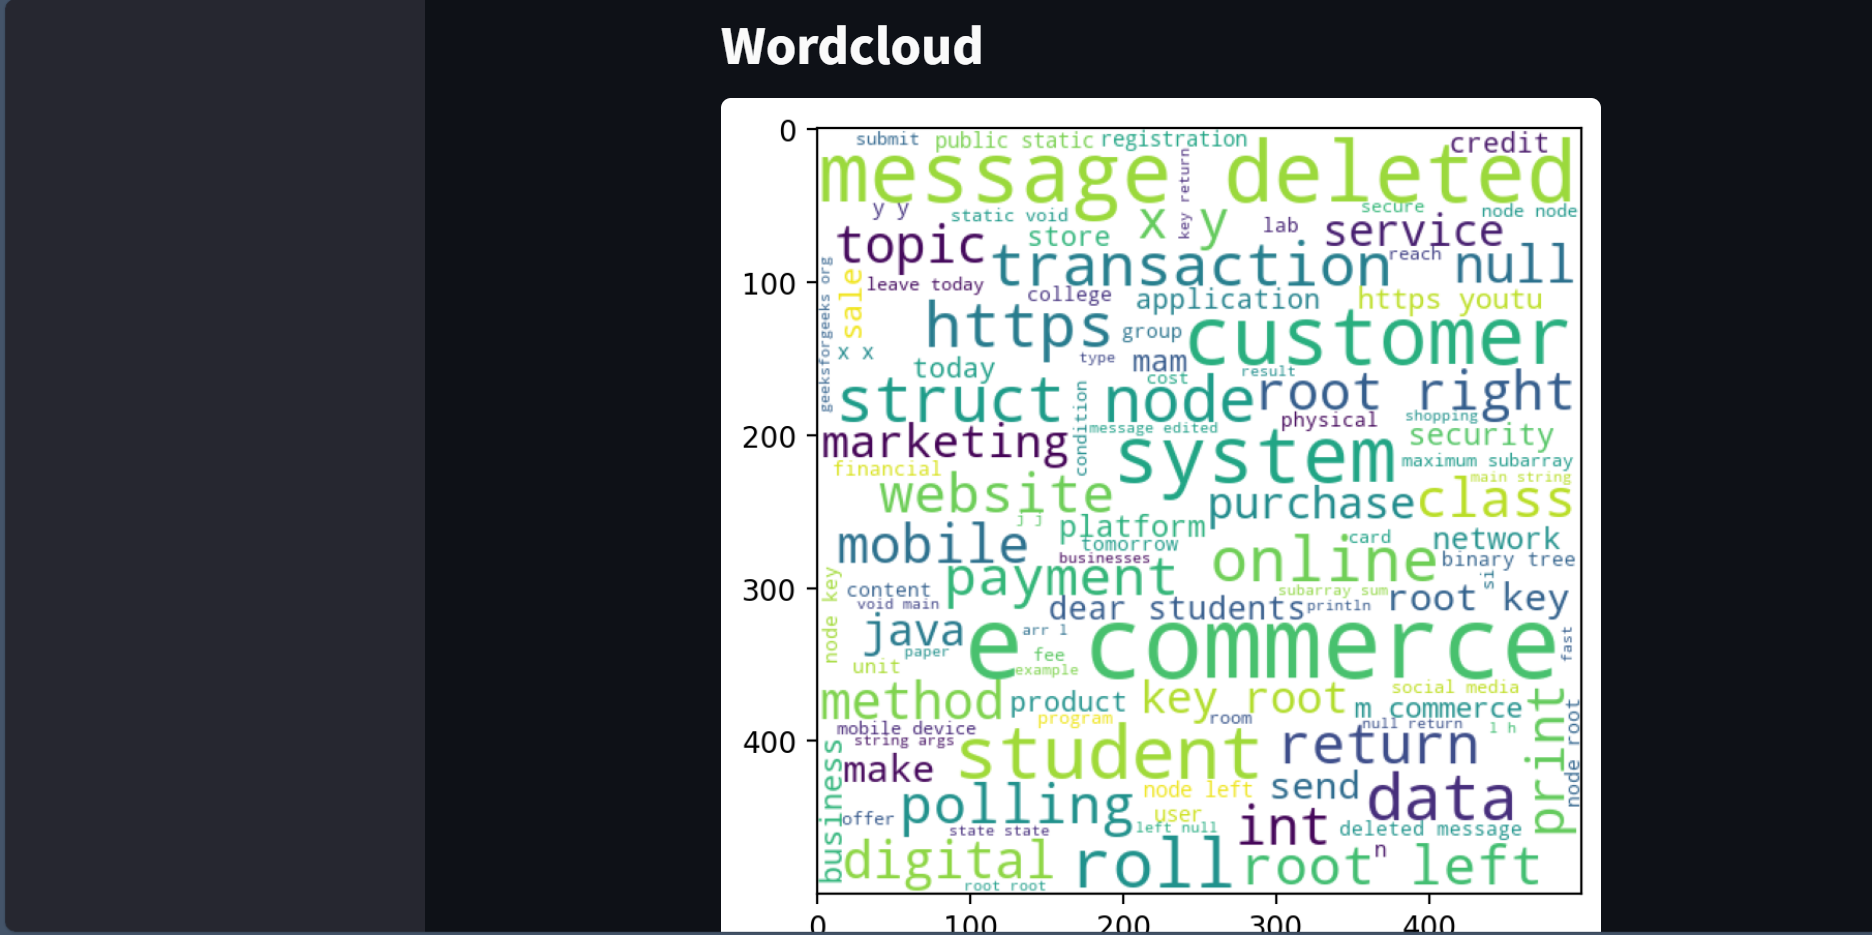 Wordcloud
0
submit public static registration credit
message deleted
key return
y y static void x y lab secure node node
topic store service
transaction reach null
100
geeksforgeeks org
sale
leave today college application https youtu
https group customer
x x today type mam
cost result
struct node root right
condition
physical shopping
200
marketing message edited system security
financial maximum subarray
website main string
purchase class
j j platform
mobile tomorrow online card network
businesses binary tree
si
300
node key
content payment subarray sum
void main dear students println root key
java e commerce
arr l
fast
paper fee
unit example
method product key root social media
m commerce
program room null return
print
node root
mobile device l h
400
string args student return
business
make node left send data
polling user int
offer left null deleted message
state state n
digital roll root left
root root
0 100 200 300 400